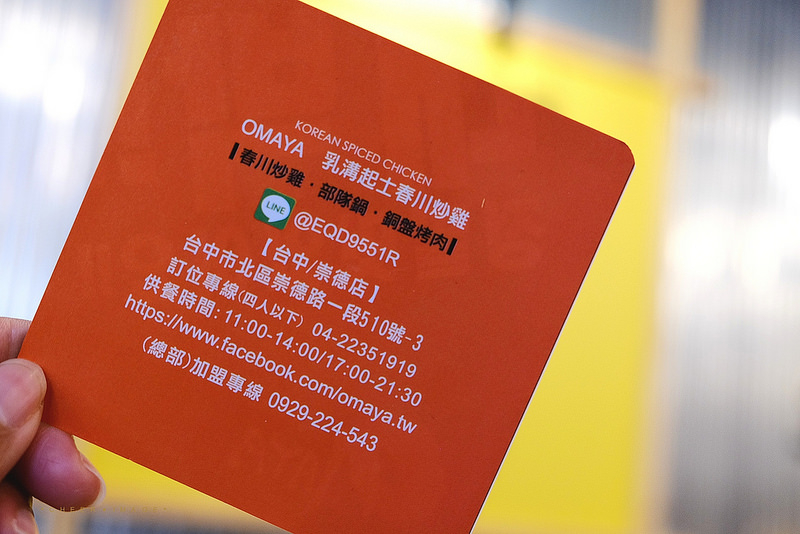 KOREAN SPICED CHICKEN
OMAYA 乳溝起士春川炒雞
【春川炒雞·部隊鍋·銅盤烤肉】
LINE @EQD9551R
【台中/崇德店】
台中市北區崇德路一段510號-3
訂位專線(四人以下) 04-22351919
供餐時間: 11:00-14:00/17:00-21:30
https://www.facebook.com/omaya.tw
(總部)加盟專線 0929-224-543